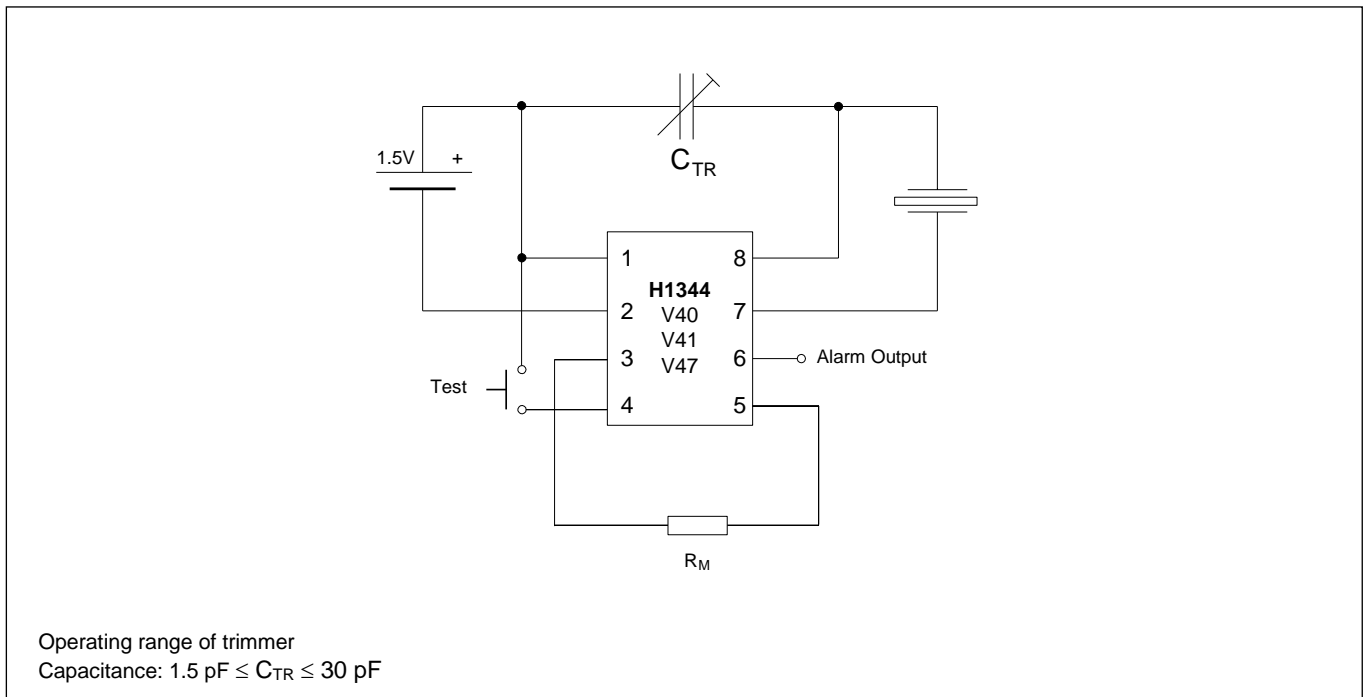 1.5V +
C_TR
1 8
H1344
2 V40 7
V41
3 V47 6 Alarm Output
Test
4 5
R_M
Operating range of trimmer
Capacitance: 1.5 pF ≤ C_TR ≤ 30 pF